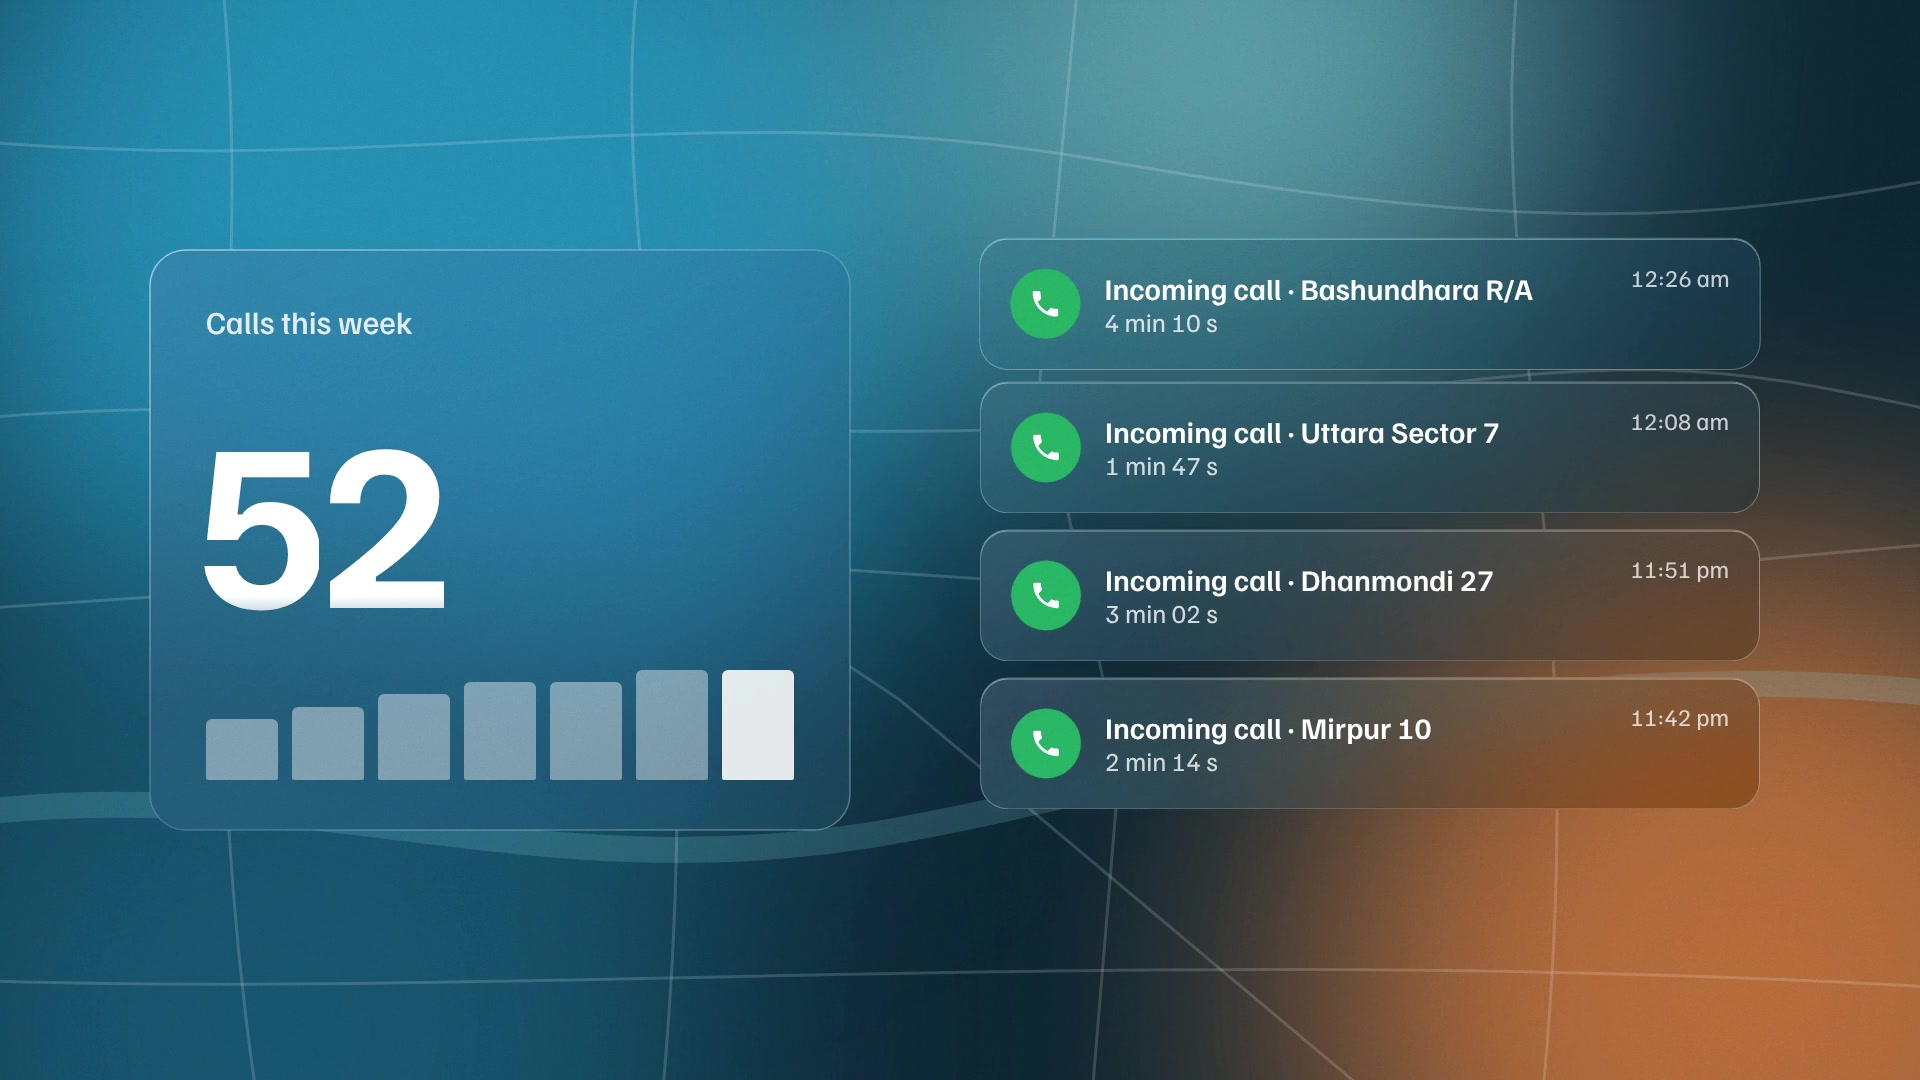 Calls this week
52
Incoming call · Bashundhara R/A
4 min 10 s
12:26 am
Incoming call · Uttara Sector 7
1 min 47 s
12:08 am
Incoming call · Dhanmondi 27
3 min 02 s
11:51 pm
Incoming call · Mirpur 10
2 min 14 s
11:42 pm